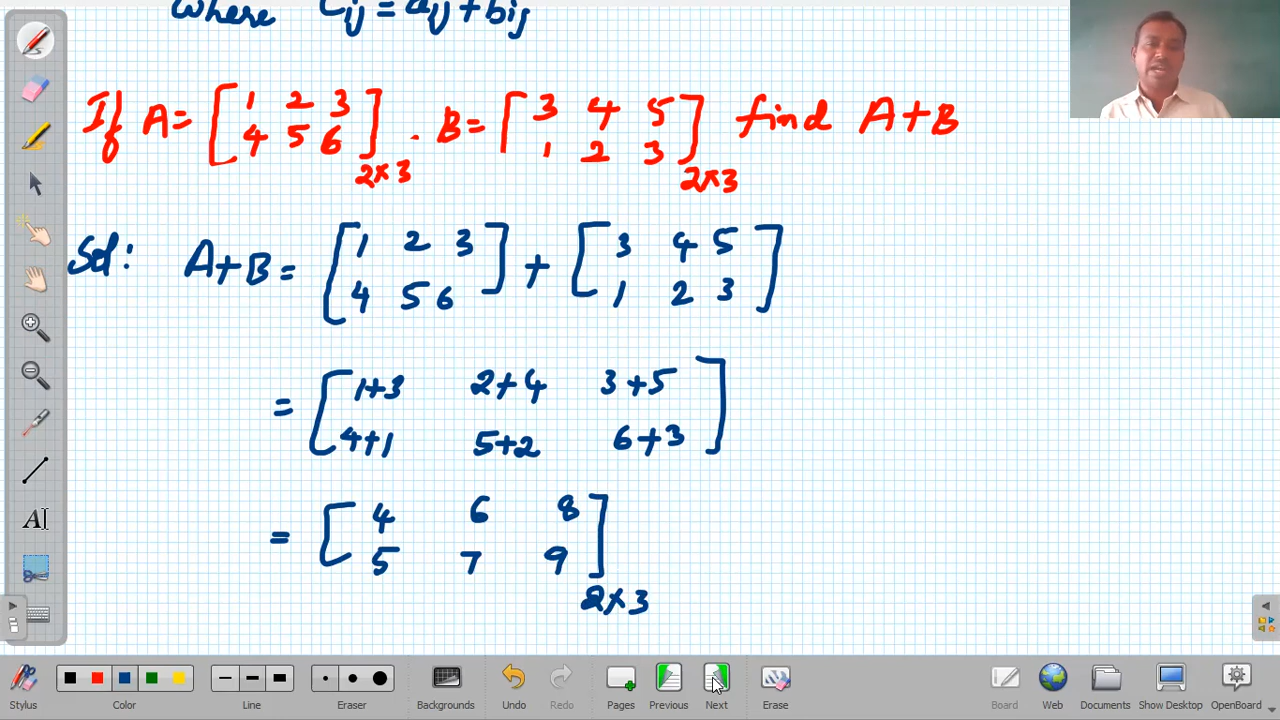 where Cij = aij + bij
If A = [ 1 2 3 4 5 6 ] 2×3 . B = [ 3 4 5 1 2 3 ] 2×3 find A+B
Sol: A+B = [ 1 2 3 4 5 6 ] + [ 3 4 5 1 2 3 ]
= [ 1+3 2+4 3+5 4+1 5+2 6+3 ]
= [ 4 6 8 5 7 9 ] 2×3
Stylus Color Line Eraser Backgrounds Undo Redo Pages Previous Next Erase Board Web Documents Show Desktop OpenBoard